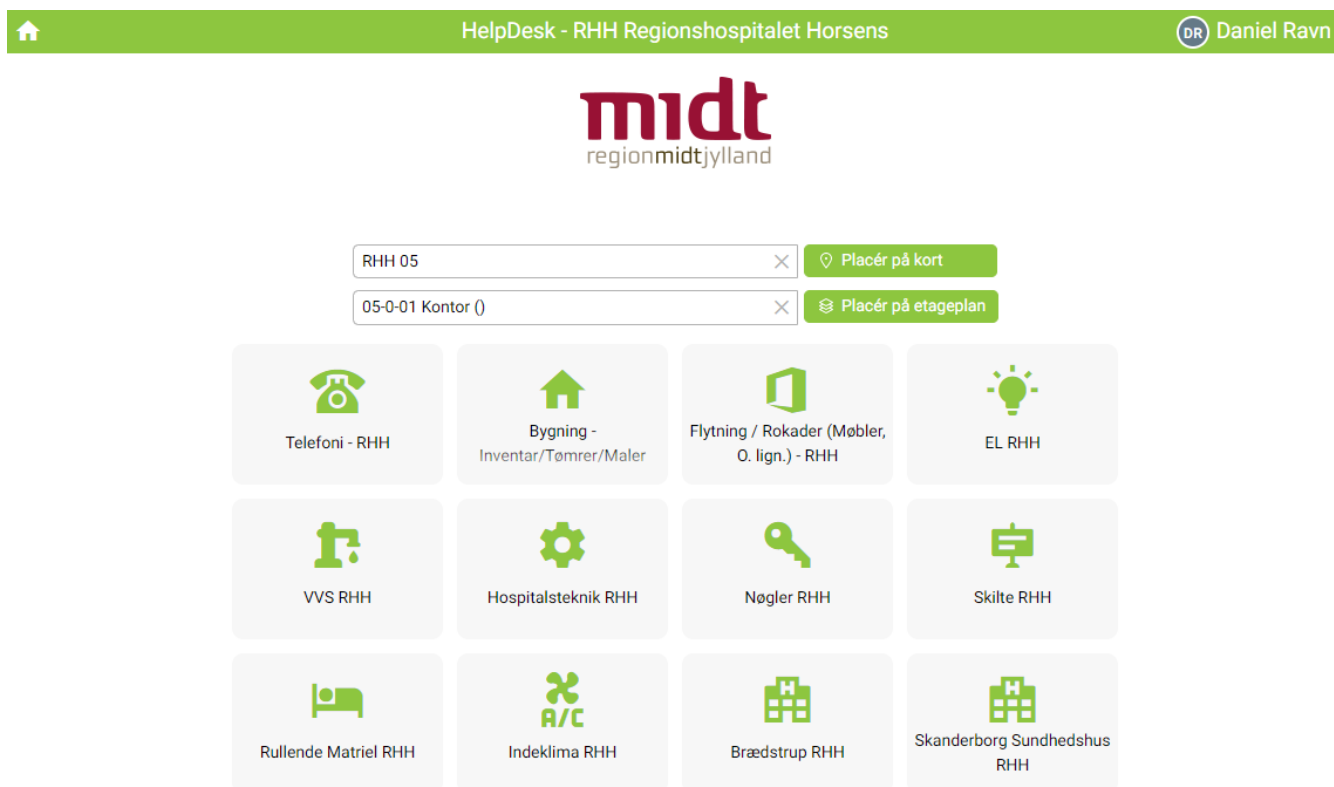 HelpDesk - RHH Regionshospitalet Horsens
DR Daniel Ravn
midt
regionmidtjylland
RHH 05
Placér på kort
05-0-01 Kontor ()
Placér på etageplan
Telefoni - RHH
Bygning -
Inventar/Tømrer/Maler
Flytning / Rokader (Møbler,
O. lign.) - RHH
EL RHH
VVS RHH
Hospitalsteknik RHH
Nøgler RHH
Skilte RHH
Rullende Matriel RHH
A/C
Indeklima RHH
H
Brædstrup RHH
H
Skanderborg Sundhedshus
RHH